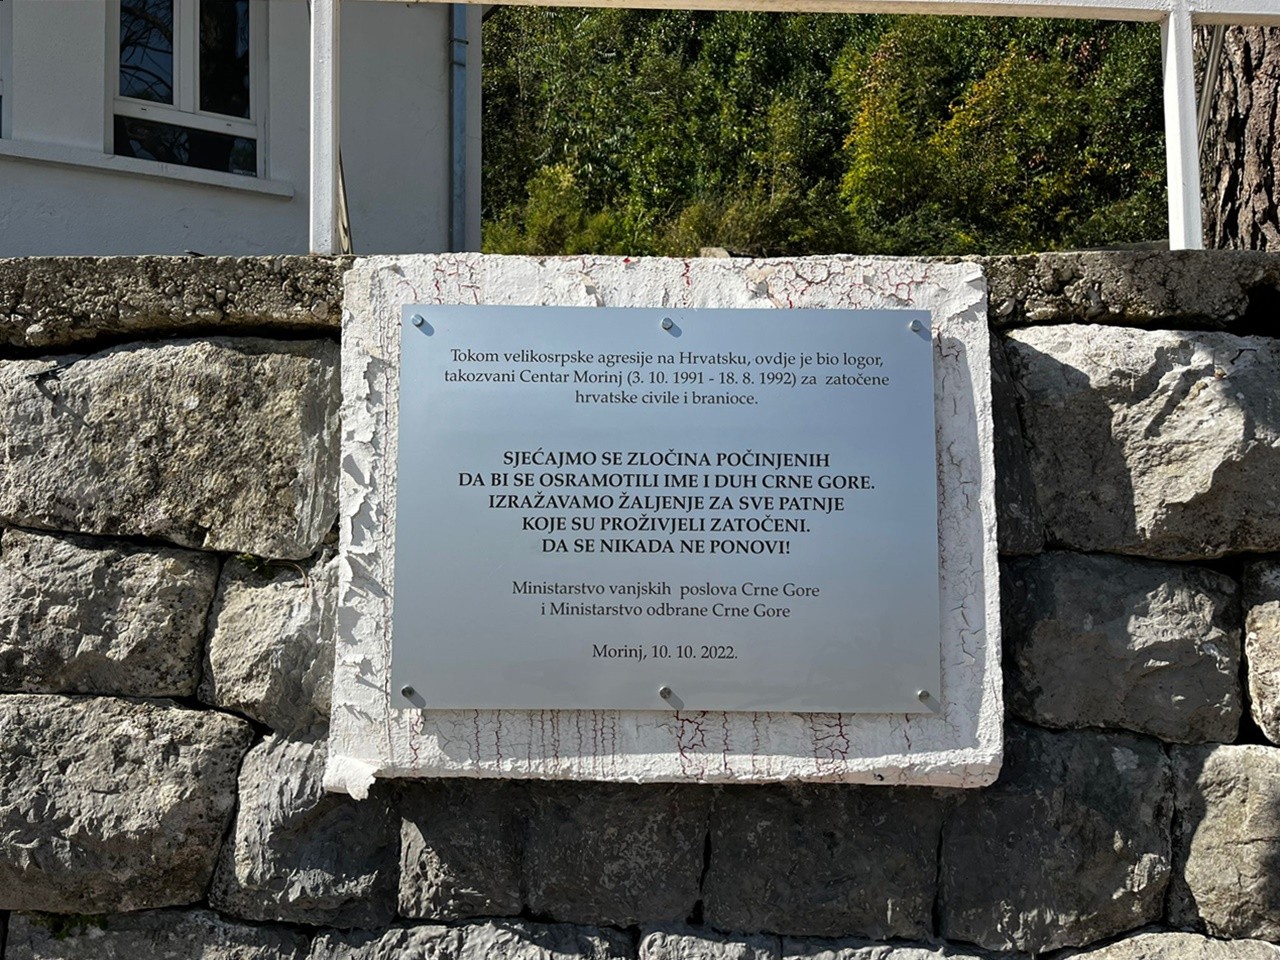 Tokom velikosrpske agresije na Hrvatsku, ovdje je bio logor,
takozvani Centar Morinj (3. 10. 1991 - 18. 8. 1992) za zatočene
hrvatske civile i branioce.
SJEĆAJMO SE ZLOČINA POČINJENIH
DA BI SE OSRAMOTILI IME I DUH CRNE GORE.
IZRAŽAVAMO ŽALJENJE ZA SVE PATNJE
KOJE SU PROŽIVJELI ZATOČENI.
DA SE NIKADA NE PONOVI!
Ministarstvo vanjskih poslova Crne Gore
i Ministarstvo odbrane Crne Gore
Morinj, 10. 10. 2022.